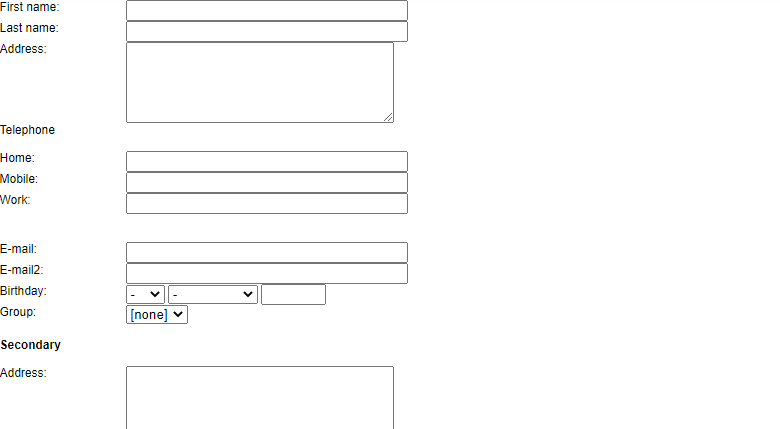 First name:
Last name:
Address:
Telephone
Home:
Mobile:
Work:
E-mail:
E-mail2:
Birthday: - -
Group: [none]
Secondary
Address: